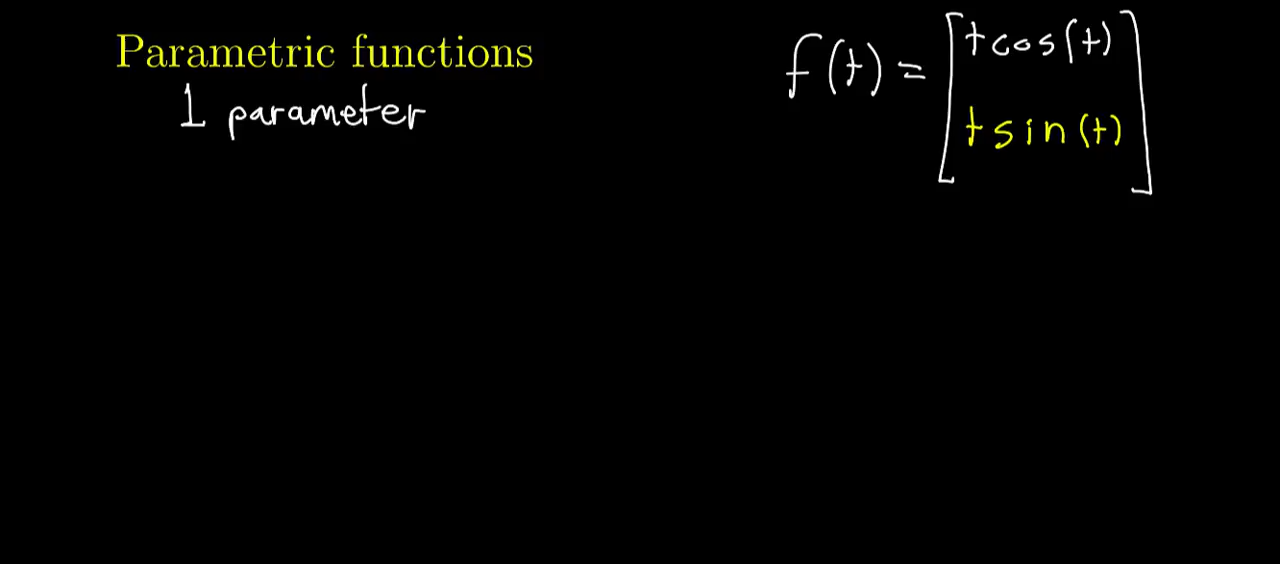 Parametric functions
1 parameter
f(t) = [t cos(t)
t sin(t)]